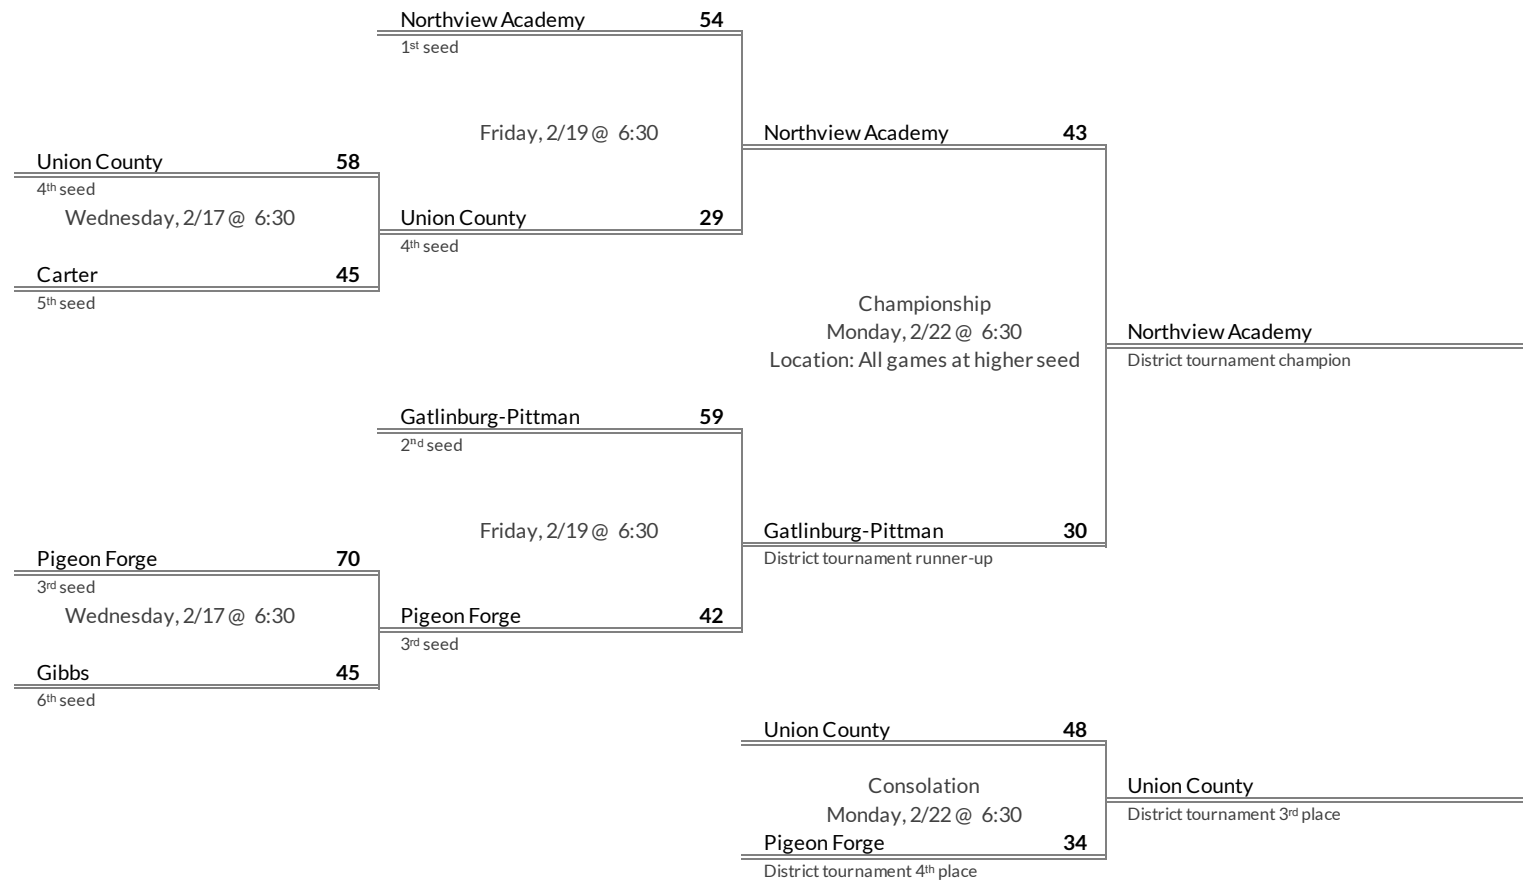 Northview Academy 54
1st seed
Friday, 2/19 @ 6:30
Northview Academy 43
Union County 58
4th seed
Wednesday, 2/17 @ 6:30
Union County 29
4th seed
Carter 45
5th seed
Championship
Monday, 2/22 @ 6:30
Location: All games at higher seed
Northview Academy
District tournament champion
Gatlinburg-Pittman 59
2nd seed
Friday, 2/19 @ 6:30
Gatlinburg-Pittman 30
District tournament runner-up
Pigeon Forge 70
3rd seed
Wednesday, 2/17 @ 6:30
Pigeon Forge 42
3rd seed
Gibbs 45
6th seed
Union County 48
Consolation
Monday, 2/22 @ 6:30
Union County
District tournament 3rd place
Pigeon Forge 34
District tournament 4th place